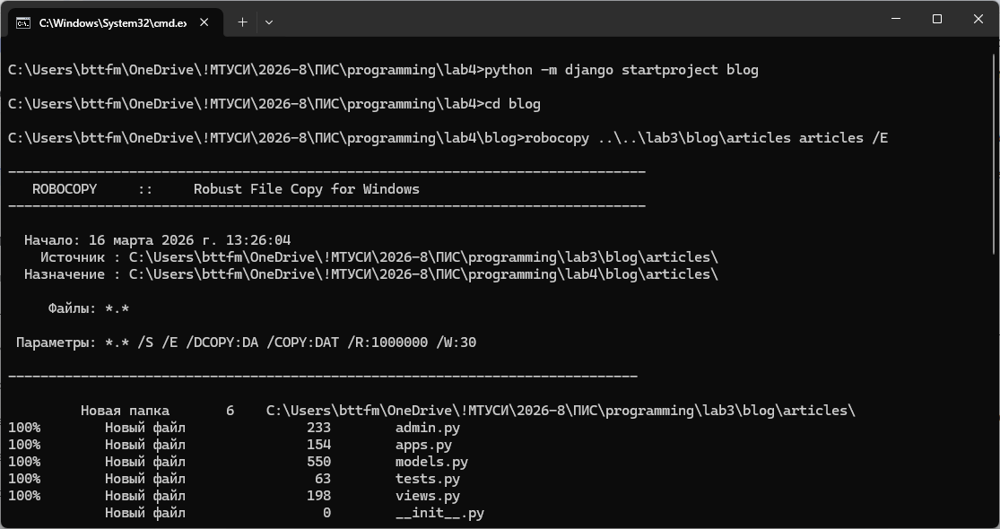 C:\Windows\System32\cmd.ex
C:\Users\bttfm\OneDrive\!МТУСИ\2026-8\ПИС\programming\lab4>python -m django startproject blog
C:\Users\bttfm\OneDrive\!МТУСИ\2026-8\ПИС\programming\lab4>cd blog
C:\Users\bttfm\OneDrive\!МТУСИ\2026-8\ПИС\programming\lab4\blog>robocopy ..\..\lab3\blog\articles articles /E
-------------------------------------------------------------------------------
ROBOCOPY :: Robust File Copy for Windows
-------------------------------------------------------------------------------
Начало: 16 марта 2026 г. 13:26:04
Источник : C:\Users\bttfm\OneDrive\!МТУСИ\2026-8\ПИС\programming\lab3\blog\articles\
Назначение : C:\Users\bttfm\OneDrive\!МТУСИ\2026-8\ПИС\programming\lab4\blog\articles\
Файлы: *.*
Параметры: *.* /S /E /DCOPY:DA /COPY:DAT /R:1000000 /W:30
------------------------------------------------------------------------------
Новая папка 6 C:\Users\bttfm\OneDrive\!МТУСИ\2026-8\ПИС\programming\lab3\blog\articles\
100% Новый файл 233 admin.py
100% Новый файл 154 apps.py
100% Новый файл 550 models.py
100% Новый файл 63 tests.py
100% Новый файл 198 views.py
Новый файл 0 __init__.py